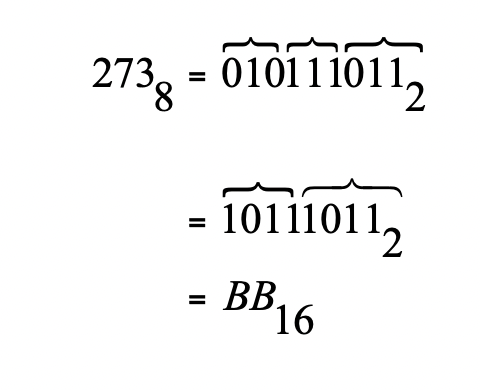 273₈ = 010111011₂
= 10111011₂
= BB₁₆